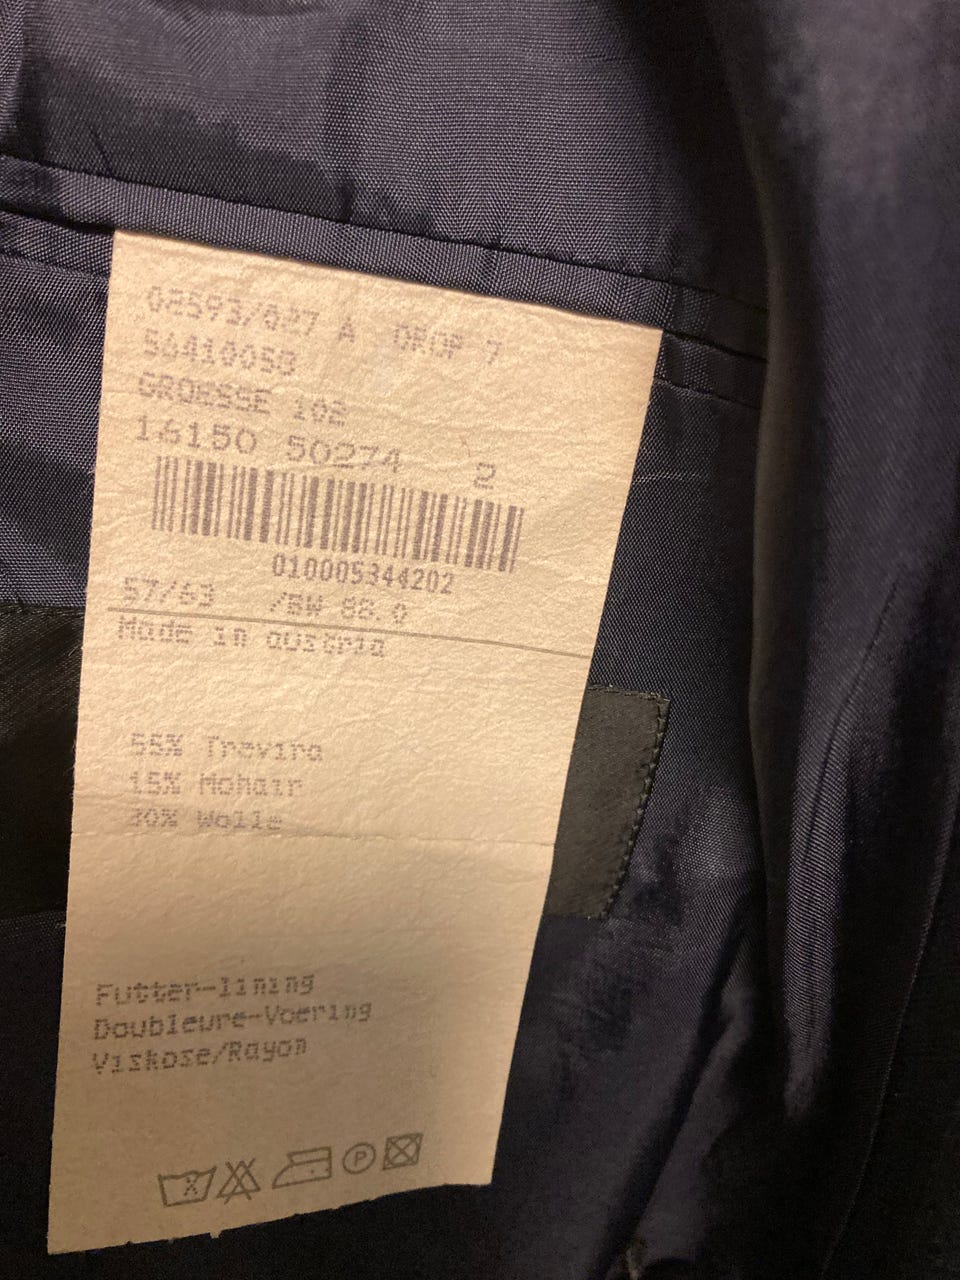 02593/027 A DROP 7
56410050
GROESSE 102
16150 50274 2
010005344202
57/63 /BW 88.0
Made in austria
55% Trevira
15% Mohair
30% Wolle
Futter-lining
Doubleure-Voering
Viskose/Rayon
P